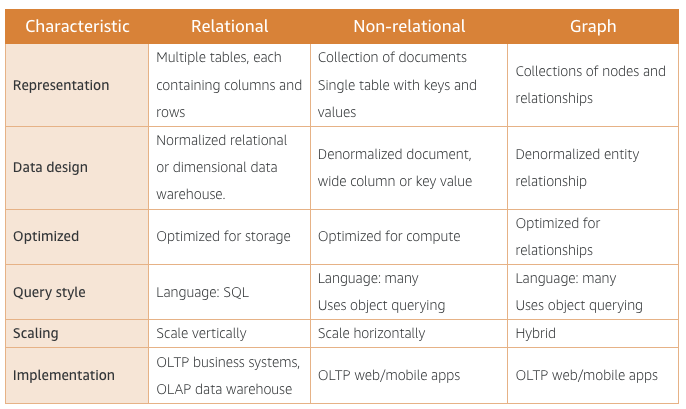 Characteristic Relational Non-relational Graph
Representation
Multiple tables, each
containing columns and
rows
Collection of documents
Single table with keys and
values
Collections of nodes and
relationships
Data design
Normalized relational
or dimensional data
warehouse.
Denormalized document,
wide column or key value
Denormalized entity
relationship
Optimized
Optimized for storage
Optimized for compute
Optimized for
relationships
Query style
Language: SQL
Language: many
Uses object querying
Language: many
Uses object querying
Scaling
Scale vertically
Scale horizontally
Hybrid
Implementation
OLTP business systems,
OLAP data warehouse
OLTP web/mobile apps
OLTP web/mobile apps